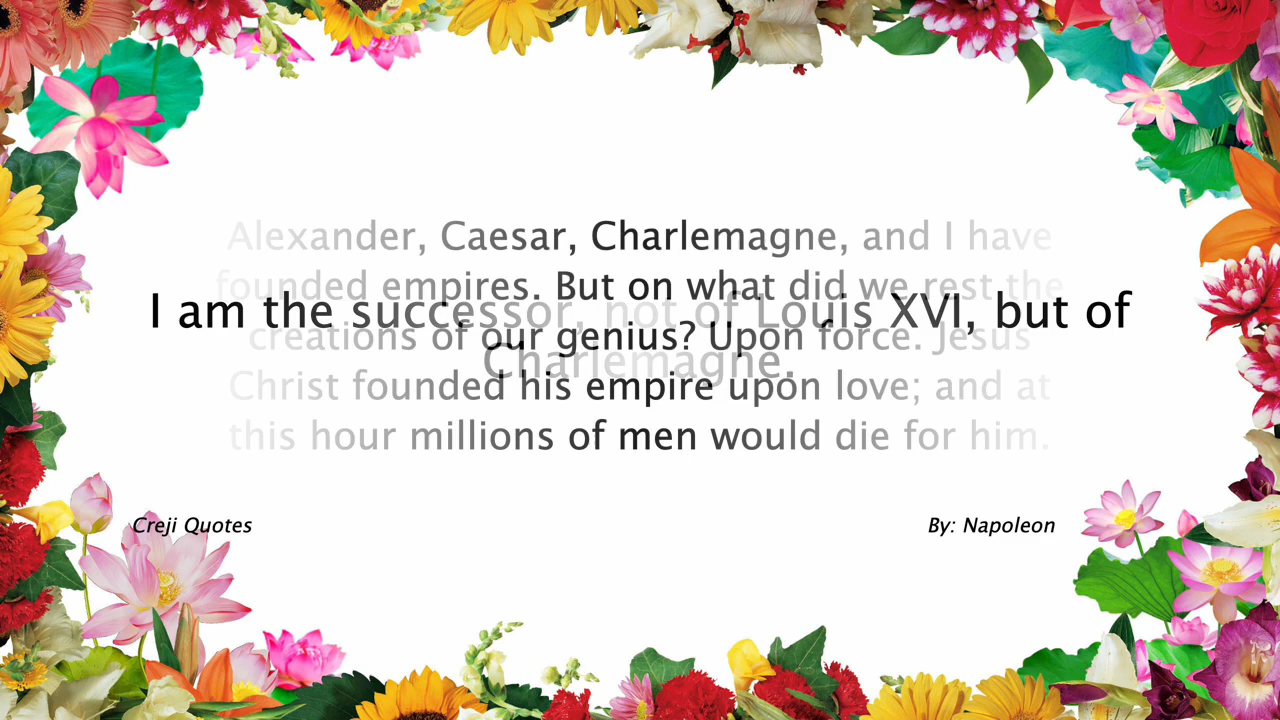 Alexander, Caesar, Charlemagne, and I have
founded empires. But on what did we rest the
creations of our genius? Upon force. Jesus
Christ founded his empire upon love; and at
this hour millions of men would die for him.
I am the successor, not of Louis XVI, but of
Charlemagne.
Creji Quotes
By: Napoleon